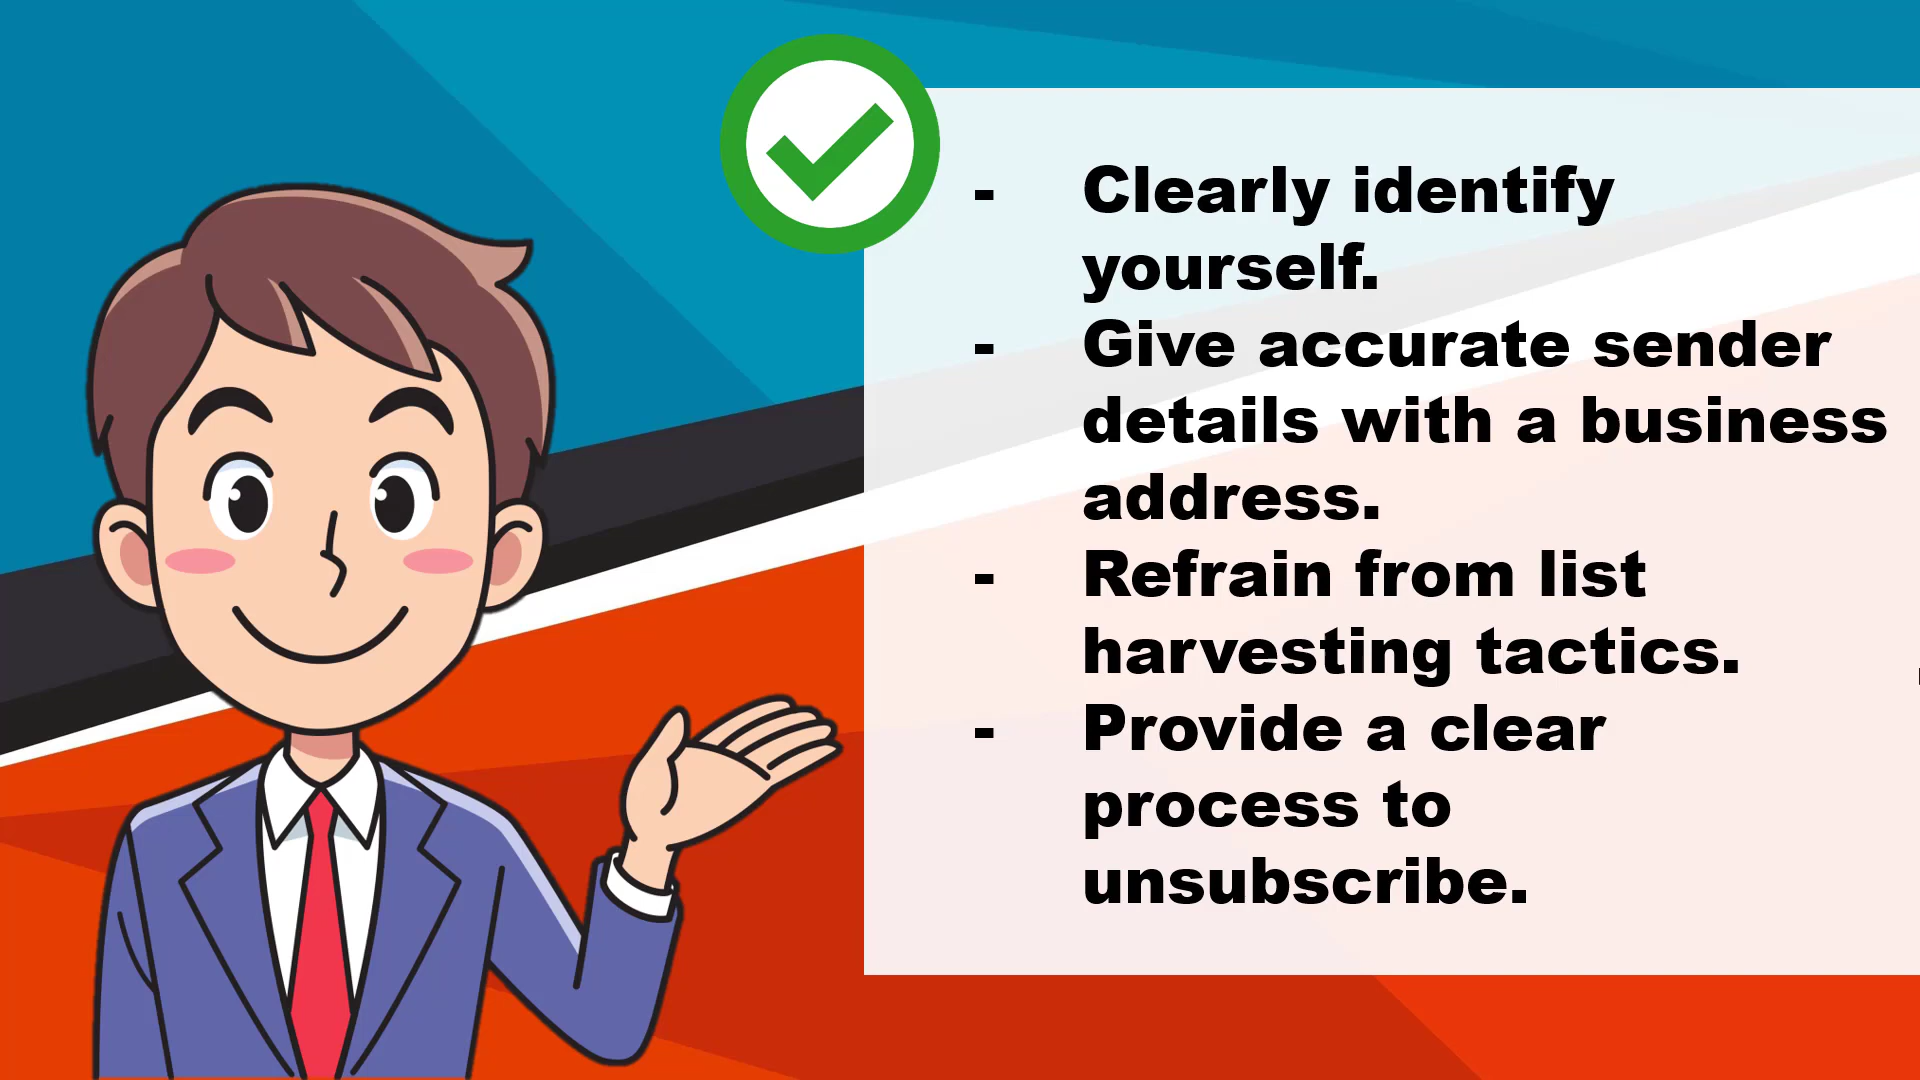 - Clearly identify
yourself.
- Give accurate sender
details with a business
address.
- Refrain from list
harvesting tactics.
- Provide a clear
process to
unsubscribe.